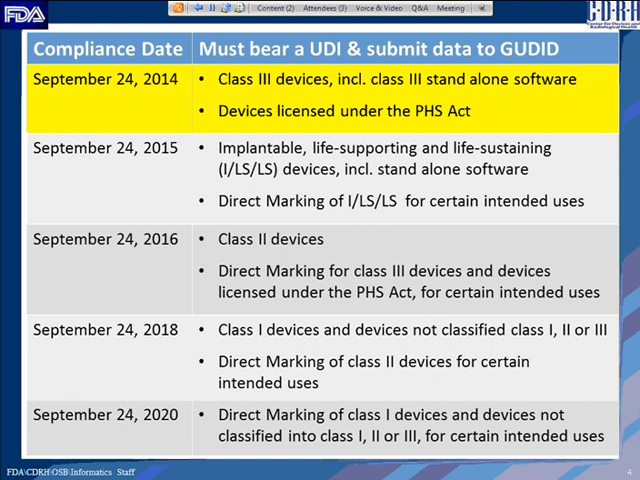 FDA
Content (2) Attendees (3) Voice & Video Q&A Meeting
CDRH
Center for Devices and
Radiological Health
Compliance Date Must bear a UDI & submit data to GUDID
September 24, 2014 • Class III devices, incl. class III stand alone software
• Devices licensed under the PHS Act
September 24, 2015 • Implantable, life-supporting and life-sustaining
(I/LS/LS) devices, incl. stand alone software
• Direct Marking of I/LS/LS for certain intended uses
September 24, 2016 • Class II devices
• Direct Marking for class III devices and devices
licensed under the PHS Act, for certain intended uses
September 24, 2018 • Class I devices and devices not classified class I, II or III
• Direct Marking of class II devices for certain
intended uses
September 24, 2020 • Direct Marking of class I devices and devices not
classified into class I, II or III, for certain intended uses
FDA\CDRH\OSB\Informatics Staff 4